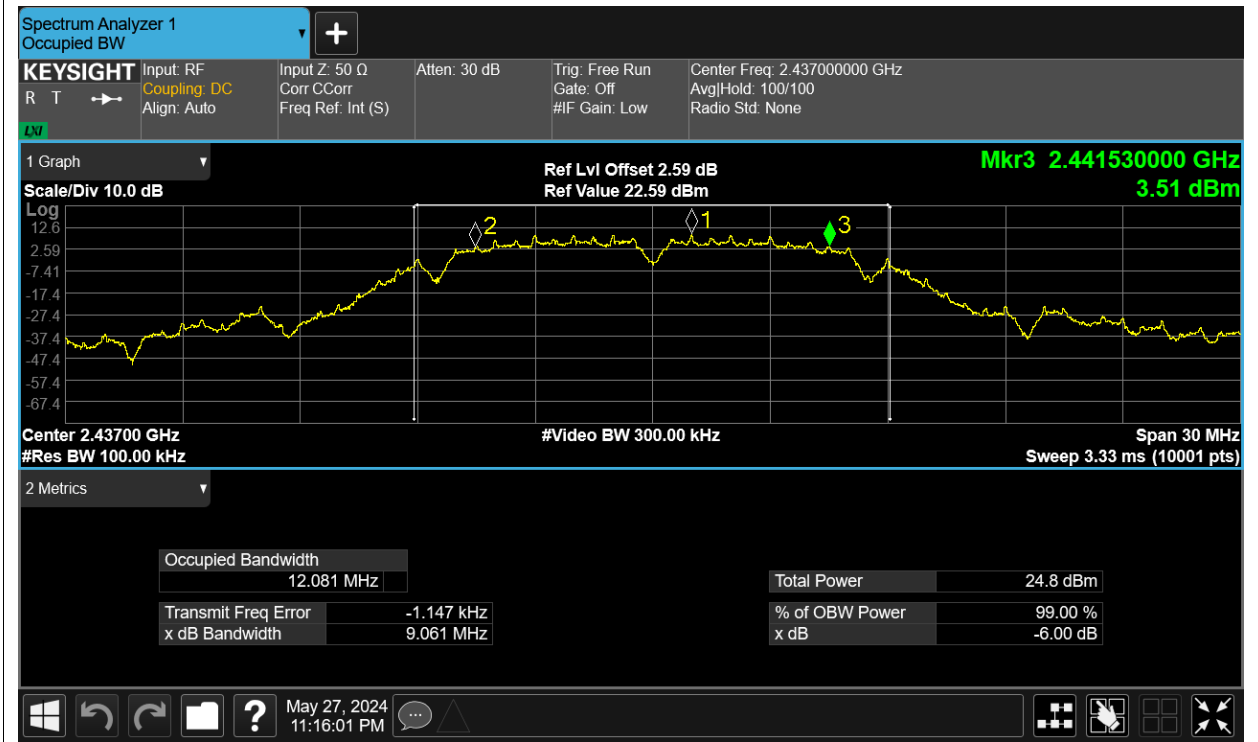 Spectrum Analyzer 1
Occupied BW
KEYSIGHT
R T
LXI
Input: RF
Coupling: DC
Align: Auto
Input Z: 50 Ω
Corr CCorr
Freq Ref: Int (S)
Atten: 30 dB
Trig: Free Run
Gate: Off
#IF Gain: Low
Center Freq: 2.437000000 GHz
Avg|Hold: 100/100
Radio Std: None
1 Graph
Scale/Div 10.0 dB
Ref Lvl Offset 2.59 dB
Ref Value 22.59 dBm
Mkr3 2.441530000 GHz
3.51 dBm
Log
12.6
2.59
-7.41
-17.4
-27.4
-37.4
-47.4
-57.4
-67.4
2
1
3
Center 2.43700 GHz
#Video BW 300.00 kHz
Span 30 MHz
#Res BW 100.00 kHz
Sweep 3.33 ms (10001 pts)
2 Metrics
Occupied Bandwidth
12.081 MHz
Total Power 24.8 dBm
Transmit Freq Error -1.147 kHz
% of OBW Power 99.00 %
x dB Bandwidth 9.061 MHz
x dB -6.00 dB
?
May 27, 2024
11:16:01 PM